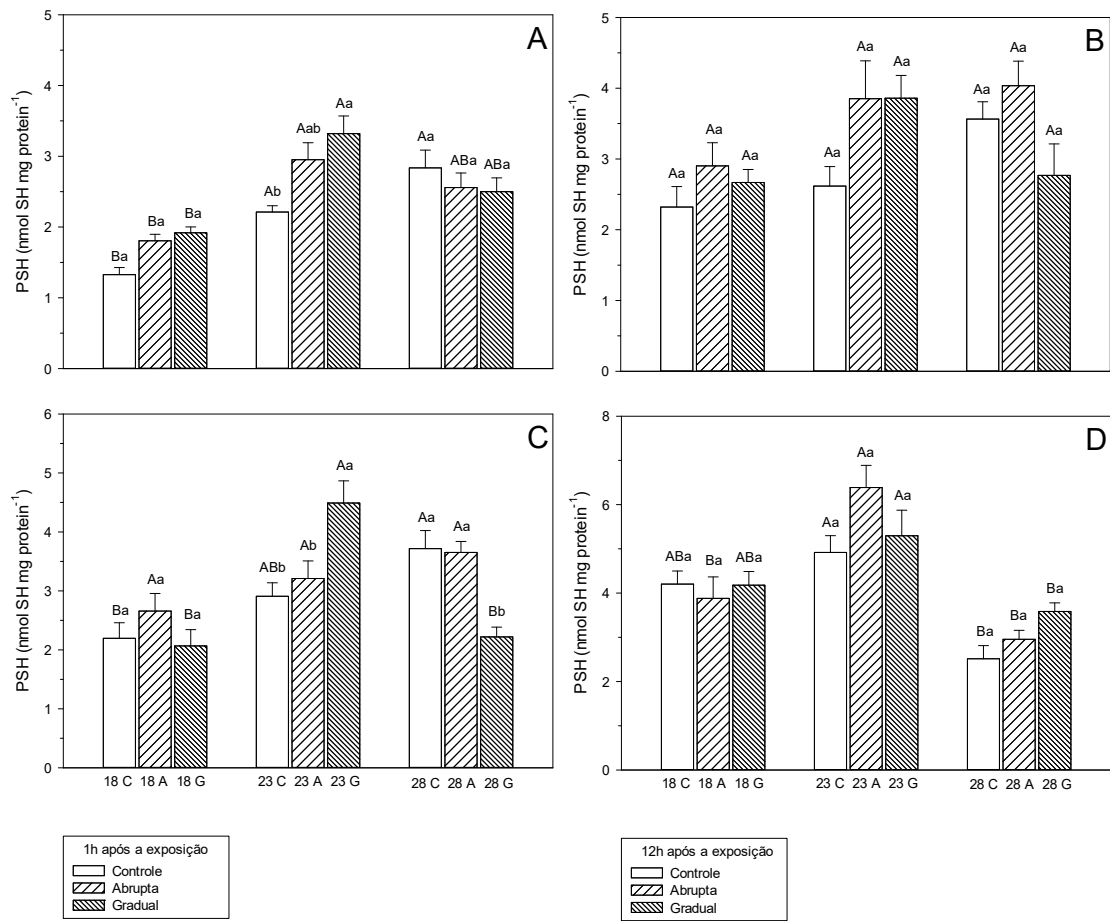 A
PSH (nmol SH mg protein-1)
5
4
3
2
1
0
Ba
Ba
Ba
Ab
Aab
Aa
Aa
ABa
ABa
B
PSH (nmol SH mg protein-1)
5
4
3
2
1
0
Aa
Aa
Aa
Aa
Aa
Aa
Aa
Aa
Aa
C
PSH (nmol SH mg protein-1)
6
5
4
3
2
1
0
Ba
Aa
Ba
ABb
Ab
Aa
Aa
Aa
Bb
18 C 18 A 18 G 23 C 23 A 23 G 28 C 28 A 28 G
D
PSH (nmol SH mg protein-1)
8
6
4
2
0
ABa
Ba
ABa
Aa
Aa
Aa
Ba
Ba
Ba
18 C 18 A 18 G 23 C 23 A 23 G 28 C 28 A 28 G
1h após a exposição
Controle
Abrupta
Gradual
12h após a exposição
Controle
Abrupta
Gradual